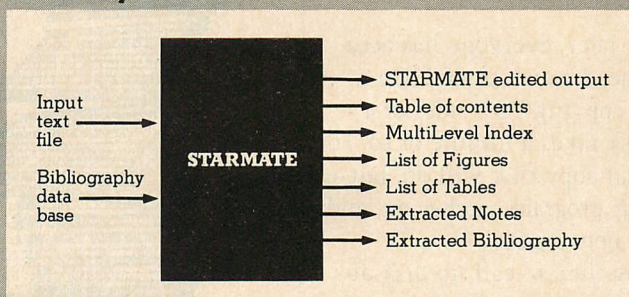 Input
text
file
Bibliography
data
base
STARMATE
STARMATE edited output
Table of contents
MultiLevel Index
List of Figures
List of Tables
Extracted Notes
Extracted Bibliography